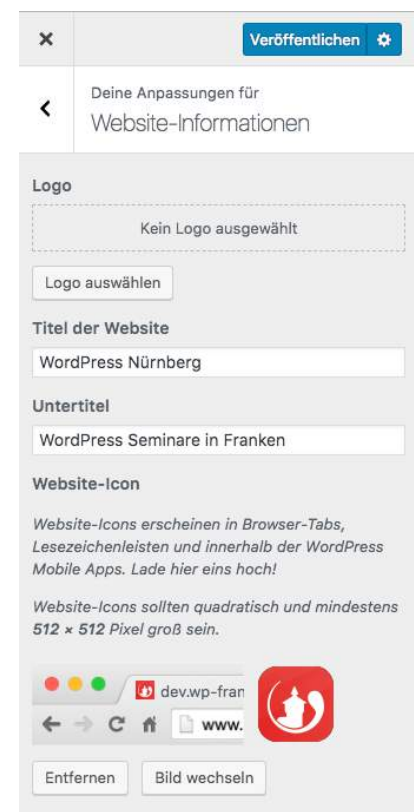 Veröffentlichen
Deine Anpassungen für
Website-Informationen
Logo
Kein Logo ausgewählt
Logo auswählen
Titel der Website
WordPress Nürnberg
Untertitel
WordPress Seminare in Franken
Website-Icon
Website-Icons erscheinen in Browser-Tabs,
Lesezeichenleisten und innerhalb der WordPress
Mobile Apps. Lade hier eins hoch!
Website-Icons sollten quadratisch und mindestens
512 × 512 Pixel groß sein.
dev.wp-fran
www.
Entfernen
Bild wechseln